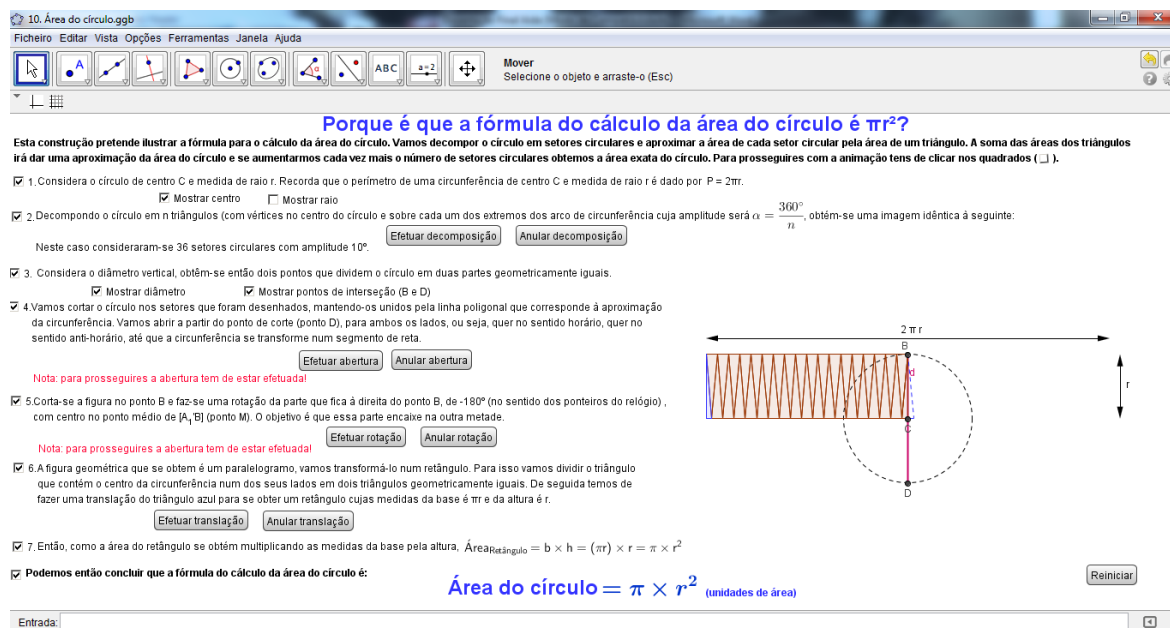 10. Área do círculo.ggb
Ficheiro Editar Vista Opções Ferramentas Janela Ajuda
A
α
ABC
a=2
Mover
Selecione o objeto e arraste-o (Esc)
Porque é que a fórmula do cálculo da área do círculo é πr²?
Esta construção pretende ilustrar a fórmula para o cálculo da área do círculo. Vamos decompor o círculo em setores circulares e aproximar a área de cada setor circular pela área de um triângulo. A soma das áreas dos triângulos
irá dar uma aproximação da área do círculo e se aumentarmos cada vez mais o número de setores circulares obtemos a área exata do círculo. Para prosseguires com a animação tens de clicar nos quadrados ( ).
1. Considera o círculo de centro C e medida de raio r. Recorda que o perímetro de uma circunferência de centro C e medida de raio r é dado por P = 2πr.
Mostrar centro Mostrar raio
2. Decompondo o círculo em n triângulos (com vértices no centro do círculo e sobre cada um dos extremos dos arco de circunferência cuja amplitude será α = 360°/n, obtém-se uma imagem idêntica à seguinte:
Efetuar decomposição Anular decomposição
Neste caso consideraram-se 36 setores circulares com amplitude 10º.
3. Considera o diâmetro vertical, obtêm-se então dois pontos que dividem o círculo em duas partes geometricamente iguais.
Mostrar diâmetro Mostrar pontos de interseção (B e D)
4.Vamos cortar o círculo nos setores que foram desenhados, mantendo-os unidos pela linha poligonal que corresponde à aproximação
da circunferência. Vamos abrir a partir do ponto de corte (ponto D), para ambos os lados, ou seja, quer no sentido horário, quer no
sentido anti-horário, até que a circunferência se transforme num segmento de reta.
Efetuar abertura Anular abertura
Nota: para prosseguires a abertura tem de estar efetuada!
5.Corta-se a figura no ponto B e faz-se uma rotação da parte que fica à direita do ponto B, de -180º (no sentido dos ponteiros do relógio) ,
com centro no ponto médio de [A₁'B] (ponto M). O objetivo é que essa parte encaixe na outra metade.
Efetuar rotação Anular rotação
Nota: para prosseguires a abertura tem de estar efetuada!
6.A figura geométrica que se obtem é um paralelogramo, vamos transformá-lo num retângulo. Para isso vamos dividir o triângulo
que contém o centro da circunferência num dos seus lados em dois triângulos geometricamente iguais. De seguida temos de
fazer uma translação do triângulo azul para se obter um retângulo cujas medidas da base é πr e da altura é r.
Efetuar translação Anular translação
7. Então, como a área do retângulo se obtém multiplicando as medidas da base pela altura, Área_Retângulo = b × h = (πr) × r = π × r²
Podemos então concluir que a fórmula do cálculo da área do círculo é:
Área do círculo = π × r² (unidades de área)
2 π r
B
d
r
C
D
Reiniciar
Entrada: